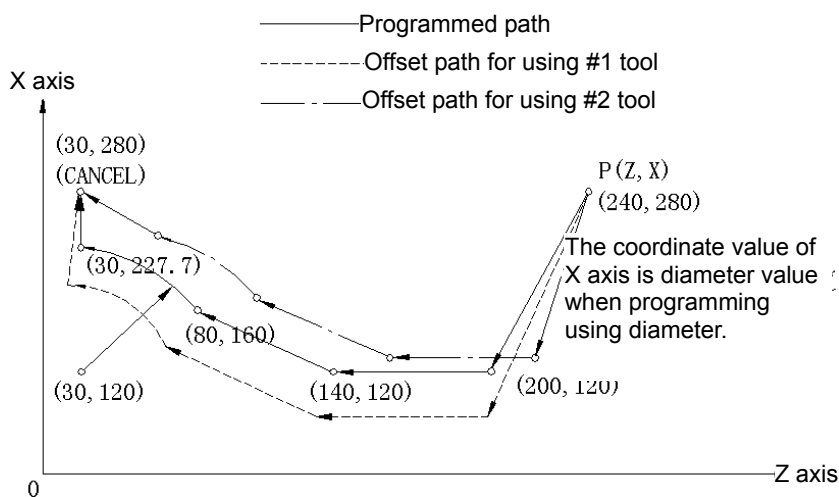 Programmed path
Offset path for using #1 tool
Offset path for using #2 tool
X axis
(30, 280)
(CANCEL)
P(Z, X)
(240, 280)
The coordinate value of
X axis is diameter value
when programming
using diameter.
(30, 227.7)
(80, 160)
(30, 120)
(140, 120)
(200, 120)
Z axis
0